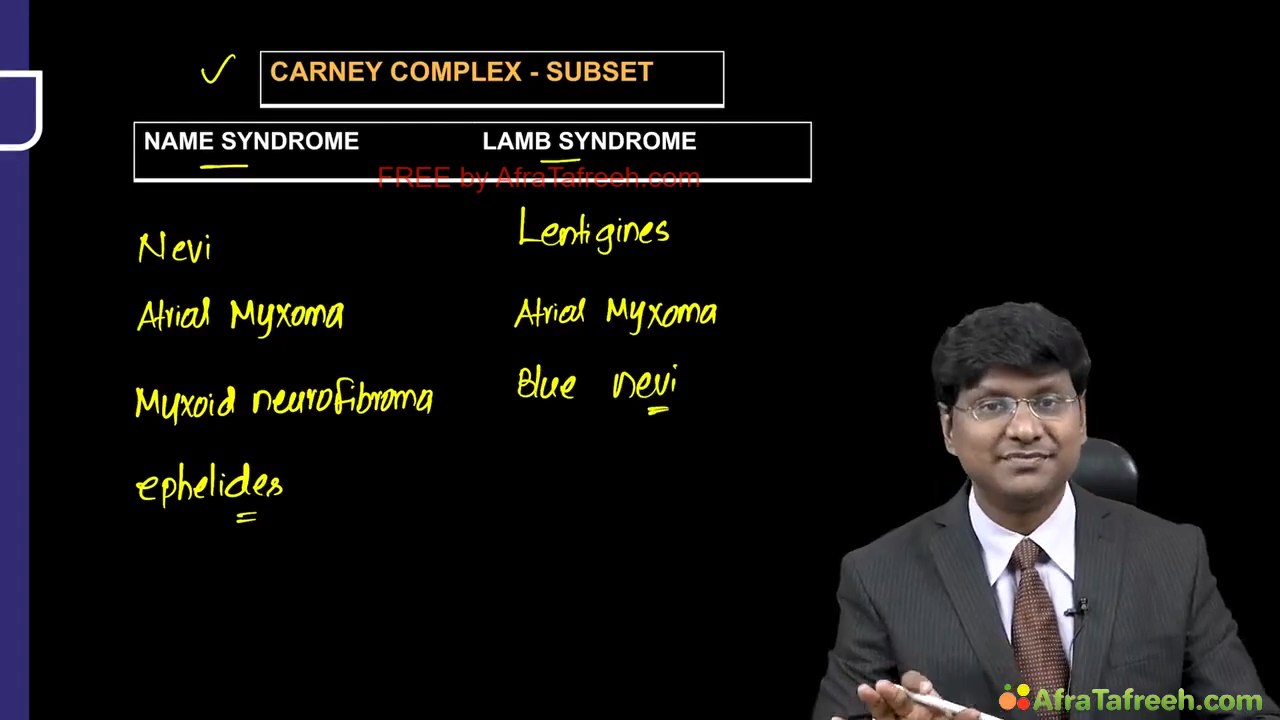 CARNEY COMPLEX - SUBSET
NAME SYNDROME LAMB SYNDROME
FREE by AfraTafreeh.com
Nevi
Atrial Myxoma
Myxoid neurofibroma
ephelides
Lentigines
Atrial Myxoma
Blue nevi
AfraTafreeh.com